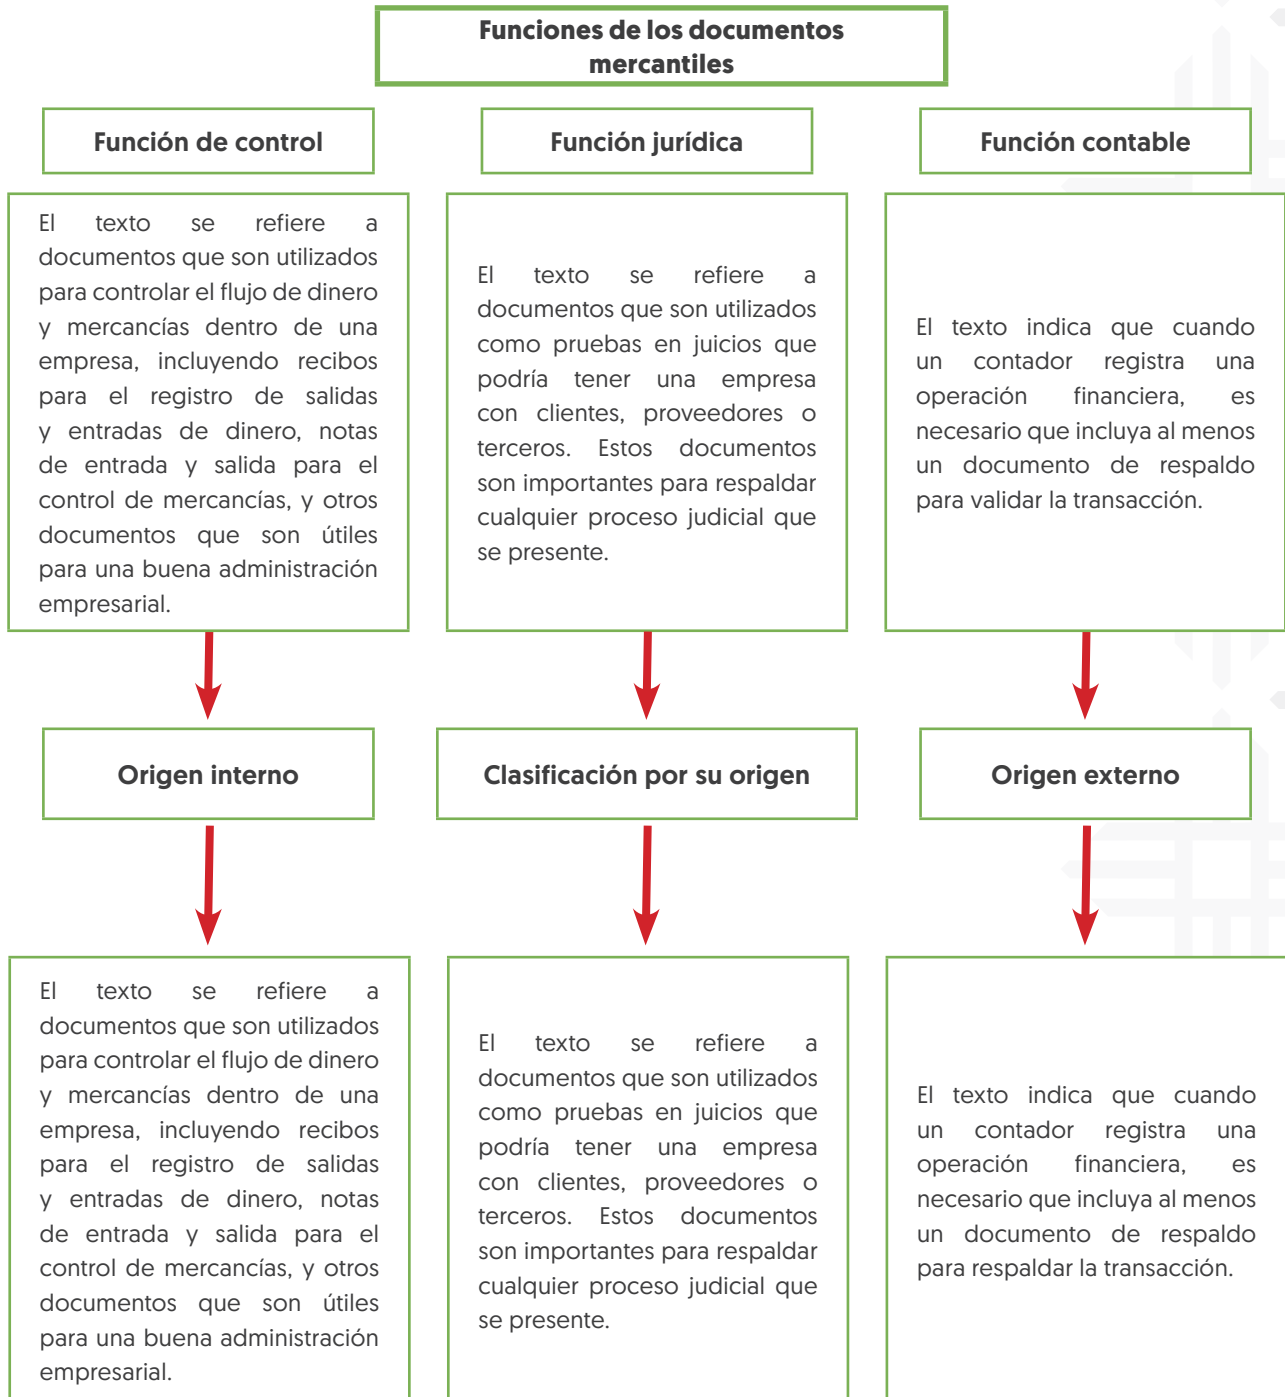 Funciones de los documentos
mercantiles
Función de control
Función jurídica
Función contable
El texto se refiere a
documentos que son utilizados
para controlar el flujo de dinero
y mercancías dentro de una
empresa, incluyendo recibos
para el registro de salidas
y entradas de dinero, notas
de entrada y salida para el
control de mercancías, y otros
documentos que son útiles
para una buena administración
empresarial.
El texto se refiere a
documentos que son utilizados
como pruebas en juicios que
podría tener una empresa
con clientes, proveedores o
terceros. Estos documentos
son importantes para respaldar
cualquier proceso judicial que
se presente.
El texto indica que cuando
un contador registra una
operación financiera, es
necesario que incluya al menos
un documento de respaldo
para validar la transacción.
Origen interno
Clasificación por su origen
Origen externo
El texto se refiere a
documentos que son utilizados
para controlar el flujo de dinero
y mercancías dentro de una
empresa, incluyendo recibos
para el registro de salidas
y entradas de dinero, notas
de entrada y salida para el
control de mercancías, y otros
documentos que son útiles
para una buena administración
empresarial.
El texto se refiere a
documentos que son utilizados
como pruebas en juicios que
podría tener una empresa
con clientes, proveedores o
terceros. Estos documentos
son importantes para respaldar
cualquier proceso judicial que
se presente.
El texto indica que cuando
un contador registra una
operación financiera, es
necesario que incluya al menos
un documento de respaldo
para respaldar la transacción.